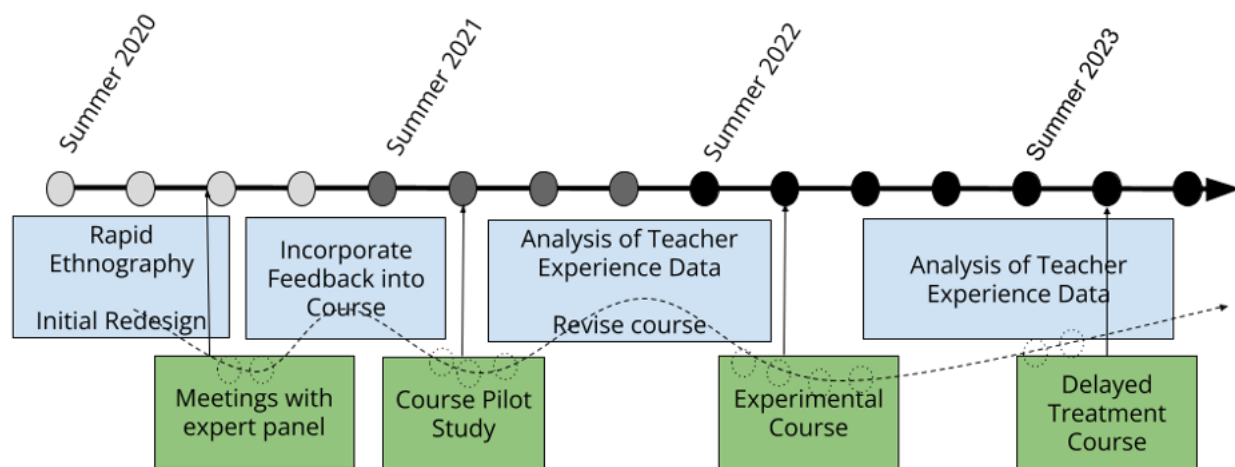 Summer 2020
Summer 2021
Summer 2022
Summer 2023
Rapid
Ethnography
Initial Redesign
Incorporate
Feedback into
Course
Analysis of Teacher
Experience Data
Revise course
Analysis of Teacher
Experience Data
Meetings with
expert panel
Course Pilot
Study
Experimental
Course
Delayed
Treatment
Course